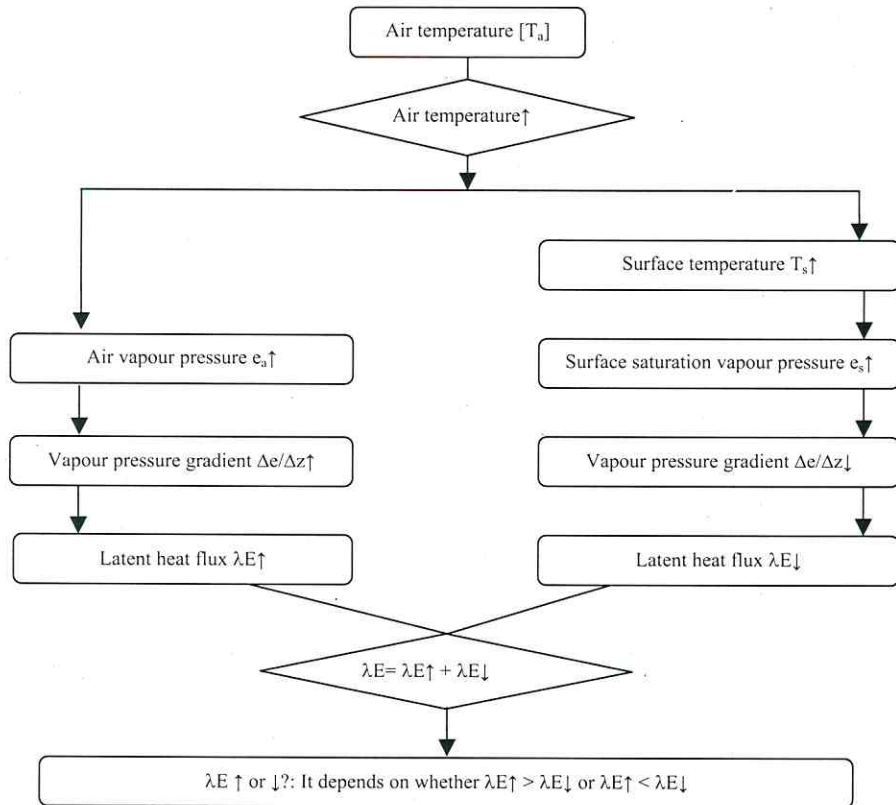 Air temperature [Tₐ]
Air temperature↑
Surface temperature Tₛ↑
Air vapour pressure eₐ↑
Surface saturation vapour pressure eₛ↑
Vapour pressure gradient Δe/Δz↑
Vapour pressure gradient Δe/Δz↓
Latent heat flux λE↑
Latent heat flux λE↓
λE= λE↑ + λE↓
λE ↑ or ↓?: It depends on whether λE↑ > λE↓ or λE↑ < λE↓